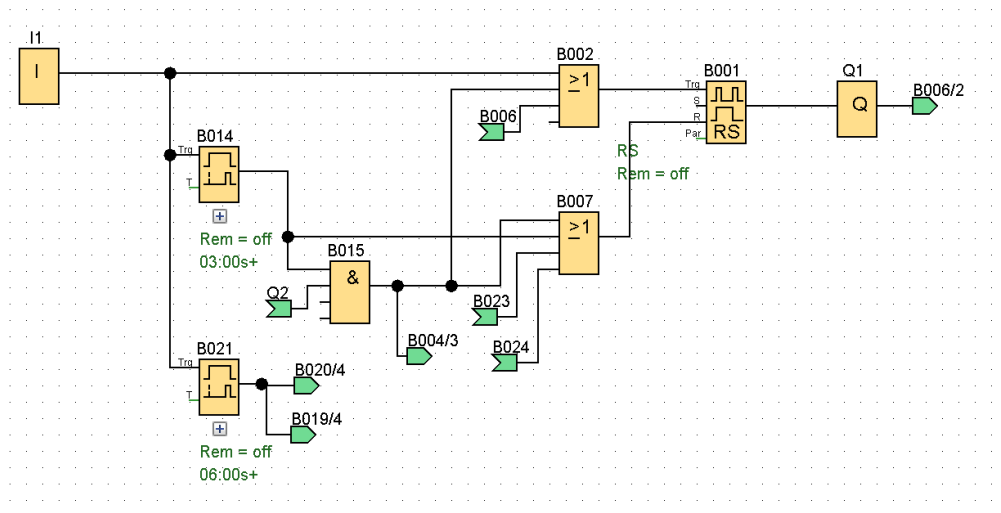 I1
I
B002
≥1
B001
Trg
S
R
Par
RS
Q1
Q
B006/2
B006
B014
Trg
T
RS
Rem = off
B007
≥1
Rem = off
03:00s+
B015
&
Q2
B023
B004/3
B024
B021
Trg
T
B020/4
B019/4
Rem = off
06:00s+